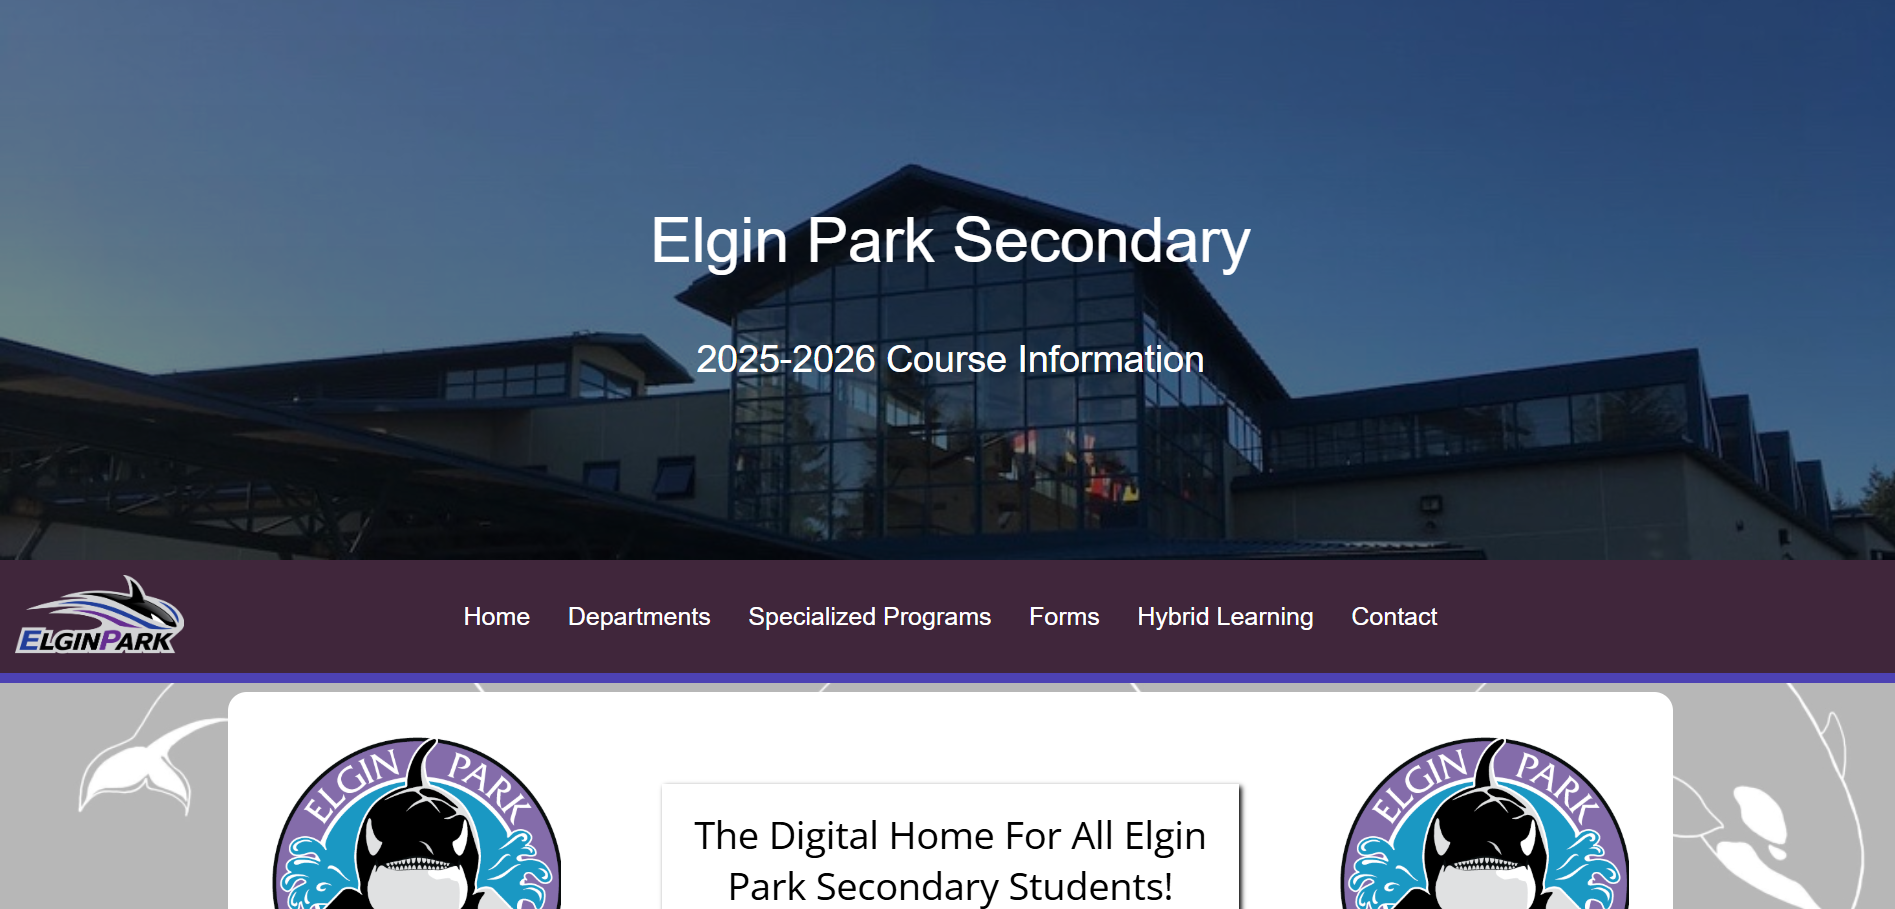 Elgin Park Secondary
2025-2026 Course Information
ELGINPARK
Home Departments Specialized Programs Forms Hybrid Learning Contact
ELGIN PARK
The Digital Home For All Elgin
Park Secondary Students!
ELGIN PARK